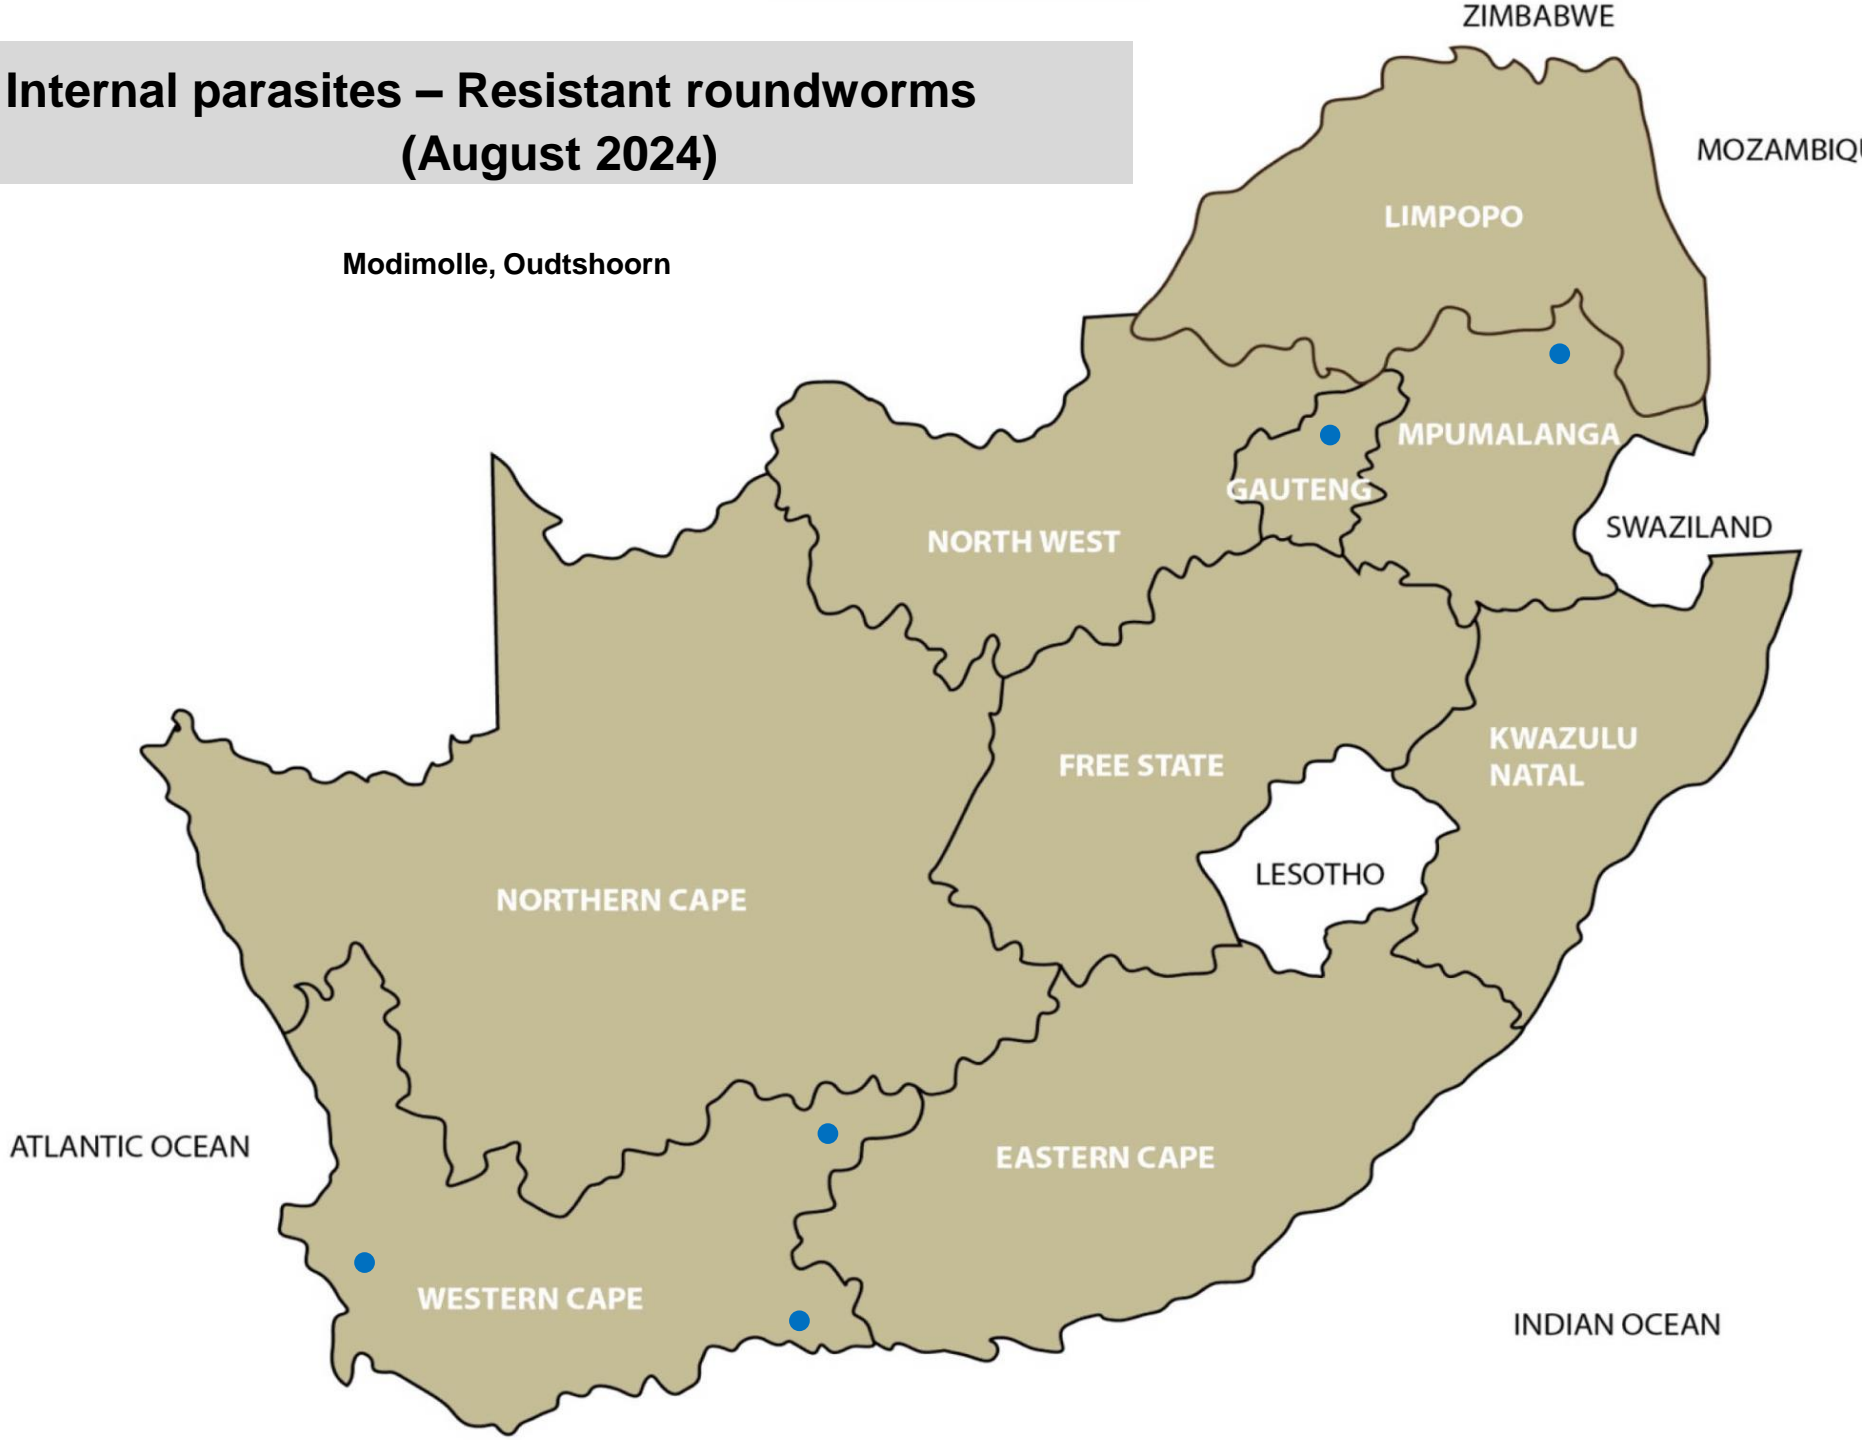 ZIMBABWE
Internal parasites – Resistant roundworms
(August 2024)
MOZAMBIQU
LIMPOPO
Modimolle, Oudtshoorn
MPUMALANGA
GAUTENG
SWAZILAND
NORTH WEST
KWAZULU
NATAL
FREE STATE
LESOTHO
NORTHERN CAPE
ATLANTIC OCEAN
EASTERN CAPE
WESTERN CAPE
INDIAN OCEAN